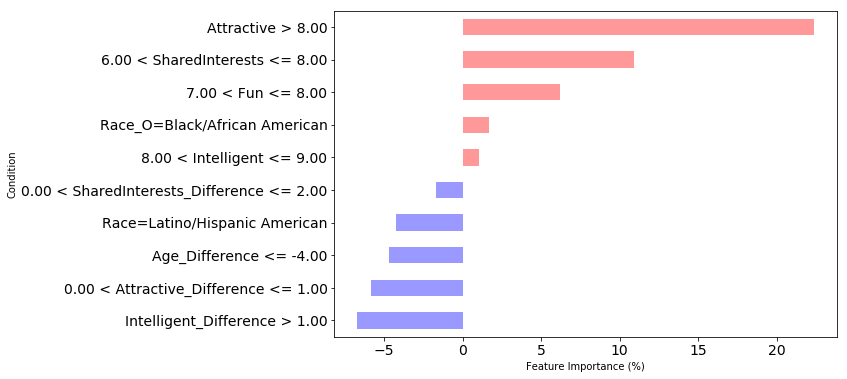 Attractive > 8.00
6.00 < SharedInterests <= 8.00
7.00 < Fun <= 8.00
Race_O=Black/African American
8.00 < Intelligent <= 9.00
0.00 < SharedInterests_Difference <= 2.00
Race=Latino/Hispanic American
Age_Difference <= -4.00
0.00 < Attractive_Difference <= 1.00
Intelligent_Difference > 1.00
Condition
−5 0 5 10 15 20
Feature Importance (%)